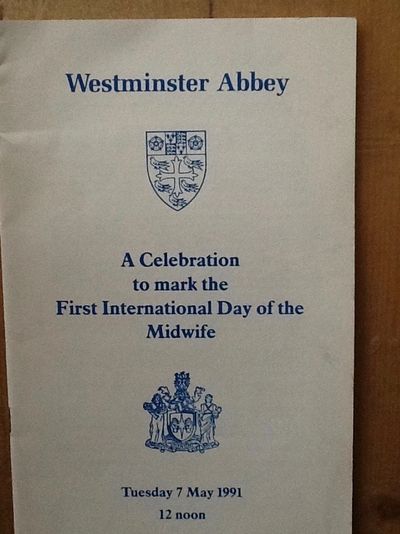 Westminster Abbey
A Celebration
to mark the
First International Day of the
Midwife
Tuesday 7 May 1991
12 noon